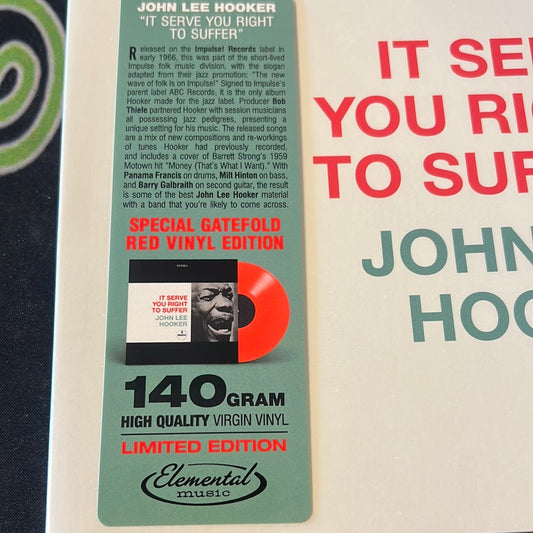 JOHN LEE HOOKER
"IT SERVE YOU RIGHT
TO SUFFER"
Released on the Impulse! Records label in
early 1966, this was part of the short-lived
Impulse folk music division, with the slogan
adapted from their jazz promotion: "The new
wave of folk is on Impulse!" Signed to Impulse's
parent label ABC Records, it is the only album
Hooker made for the jazz label. Producer Bob
Thiele partnered Hooker with session musicians
all possessing jazz pedigrees, presenting a
unique setting for his music. The released songs
are a mix of new compositions and re-workings
of tunes Hooker had previously recorded,
and includes a cover of Barrett Strong's 1959
Motown hit "Money (That's What I Want)." With
Panama Francis on drums, Milt Hinton on bass,
and Barry Galbraith on second guitar, the result
is some of the best John Lee Hooker material
with a band that you're likely to come across.
SPECIAL GATEFOLD
RED VINYL EDITION
IT SERVE
YOU RIGHT
TO SUFFER
JOHN LEE
HOOKER
140GRAM
HIGH QUALITY VIRGIN VINYL
LIMITED EDITION
Elemental
music
IT SE
YOU RI
TO SUF
JOHN
HOO